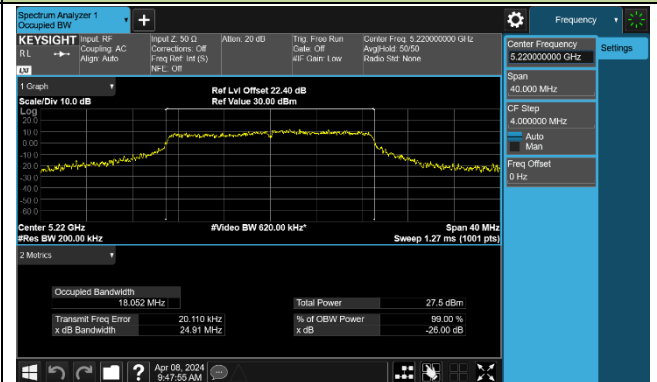 Spectrum Analyzer 1
Occupied BW
+
Frequency
KEYSIGHT
RL
LXI
Input: RF
Coupling: AC
Align: Auto
Input Z: 50 Ω
Corrections: Off
Freq Ref: Int (S)
NFE: Off
Atten: 20 dB
Trig: Free Run
Gate: Off
#IF Gain: Low
Center Freq: 5.220000000 GHz
Avg|Hold: 50/50
Radio Std: None
Center Frequency
5.220000000 GHz
Settings
Span
40.000 MHz
CF Step
4.000000 MHz
Auto
Man
Freq Offset
0 Hz
1 Graph
Scale/Div 10.0 dB
Ref Lvl Offset 22.40 dB
Ref Value 30.00 dBm
Log
20.0
10.0
0.00
-10.0
-20.0
-30.0
-40.0
-50.0
-60.0
Center 5.22 GHz
#Res BW 200.00 kHz
#Video BW 620.00 kHz*
Span 40 MHz
Sweep 1.27 ms (1001 pts)
2 Metrics
Occupied Bandwidth
18.052 MHz
Total Power 27.5 dBm
Transmit Freq Error 20.110 kHz
% of OBW Power 99.00 %
x dB Bandwidth 24.91 MHz
x dB -26.00 dB
?
Apr 08, 2024
9:47:55 AM